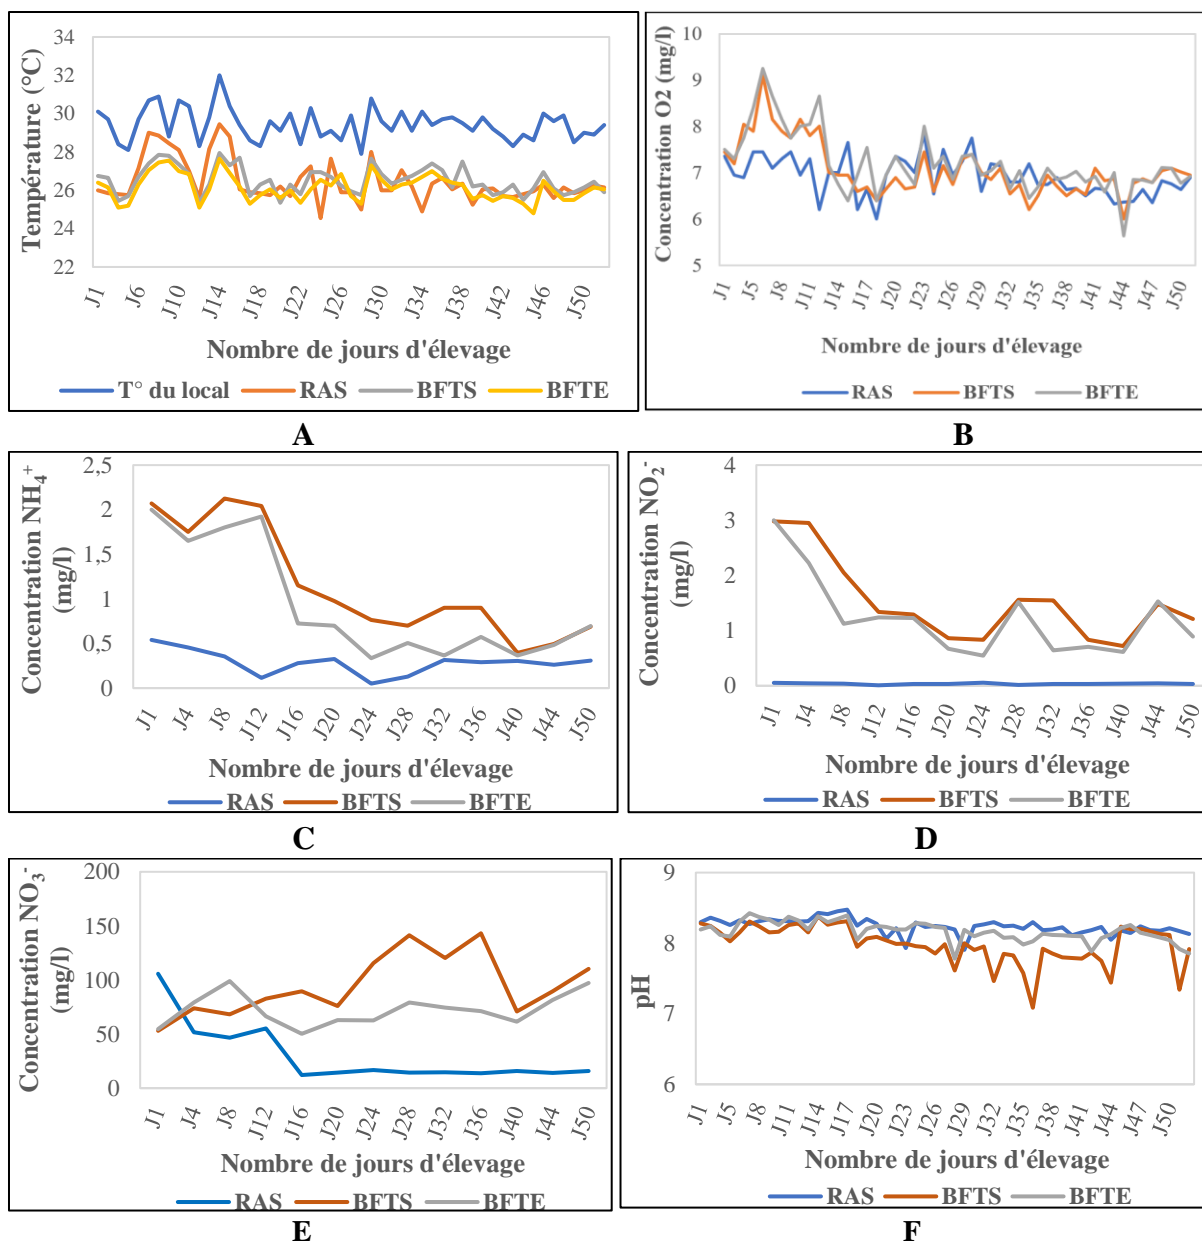 Température (°C)
34
32
30
28
26
24
22
J1
J6
J10
J14
J18
J22
J26
J30
J34
J38
J42
J46
J50
Nombre de jours d'élevage
T° du local
RAS
BFTS
BFTE
A
Concentration O2 (mg/l)
10
9
8
7
6
5
J1
J5
J8
J11
J14
J17
J20
J23
J26
J29
J32
J35
J38
J41
J44
J47
J50
Nombre de jours d'élevage
RAS
BFTS
BFTE
B
Concentration NH₄⁺
(mg/l)
2,5
2
1,5
1
0,5
0
J1
J4
J8
J12
J16
J20
J24
J28
J32
J36
J40
J44
J50
Nombre de jours d'élevage
RAS
BFTS
BFTE
C
Concentration NO₂⁻
(mg/l)
4
3
2
1
0
J1
J4
J8
J12
J16
J20
J24
J28
J32
J36
J40
J44
J50
Nombre de jours d'élevage
RAS
BFTS
BFTE
D
Concentration NO₃⁻
(mg/l)
200
150
100
50
0
J1
J4
J8
J12
J16
J20
J24
J28
J32
J36
J40
J44
J50
Nombre de jours d'élevage
RAS
BFTS
BFTE
E
pH
9
8
7
6
J1
J5
J8
J11
J14
J17
J20
J23
J26
J29
J32
J35
J38
J41
J44
J47
J50
Nombre de jours d'élevage
RAS
BFTS
BFTE
F